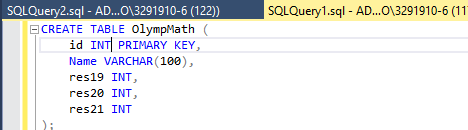 SQLQuery2.sql - AD...O\3291910-6 (122))
SQLQuery1.sql - AD...O\3291910-6 (11
CREATE TABLE OlympMath (
id INT PRIMARY KEY,
Name VARCHAR(100),
res19 INT,
res20 INT,
res21 INT
);